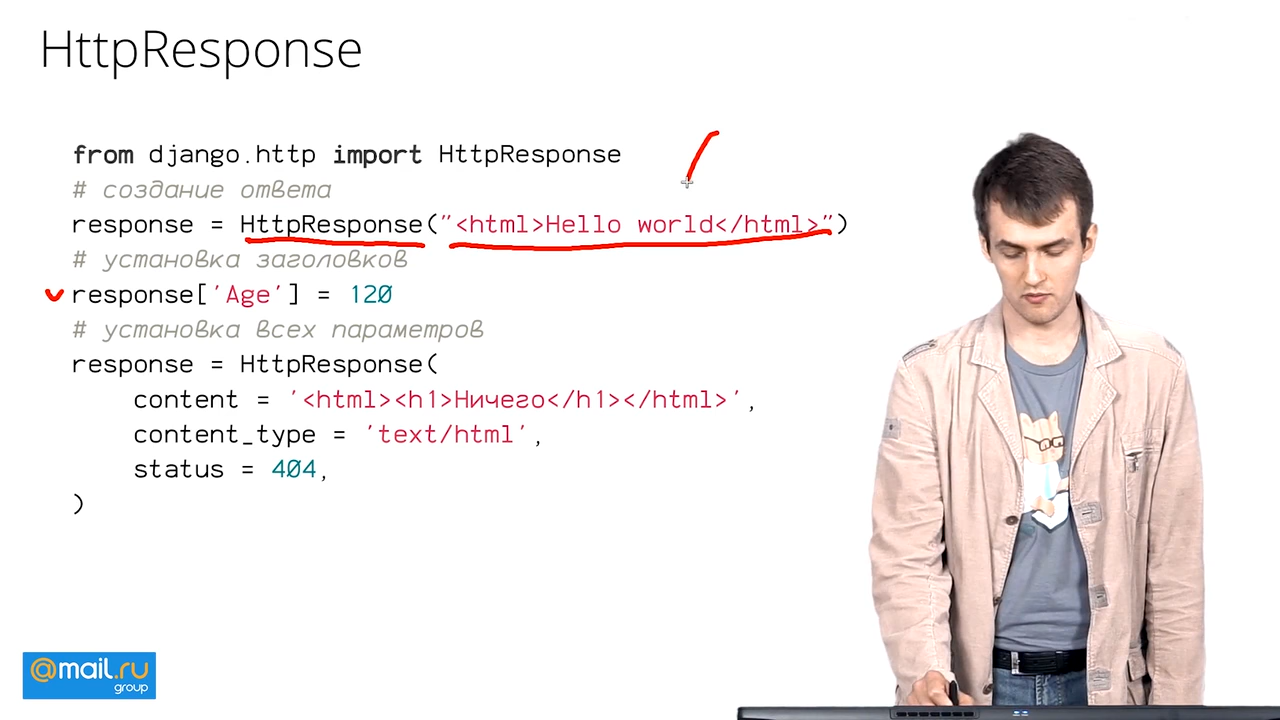 HttpResponse
from django.http import HttpResponse
# создание ответа
response = HttpResponse("<html>Hello world</html>")
# установка заголовков
response['Age'] = 120
# установка всех параметров
response = HttpResponse(
    content = '<html><h1>Ничего</h1></html>',
    content_type = 'text/html',
    status = 404,
)
@mail.ru
group